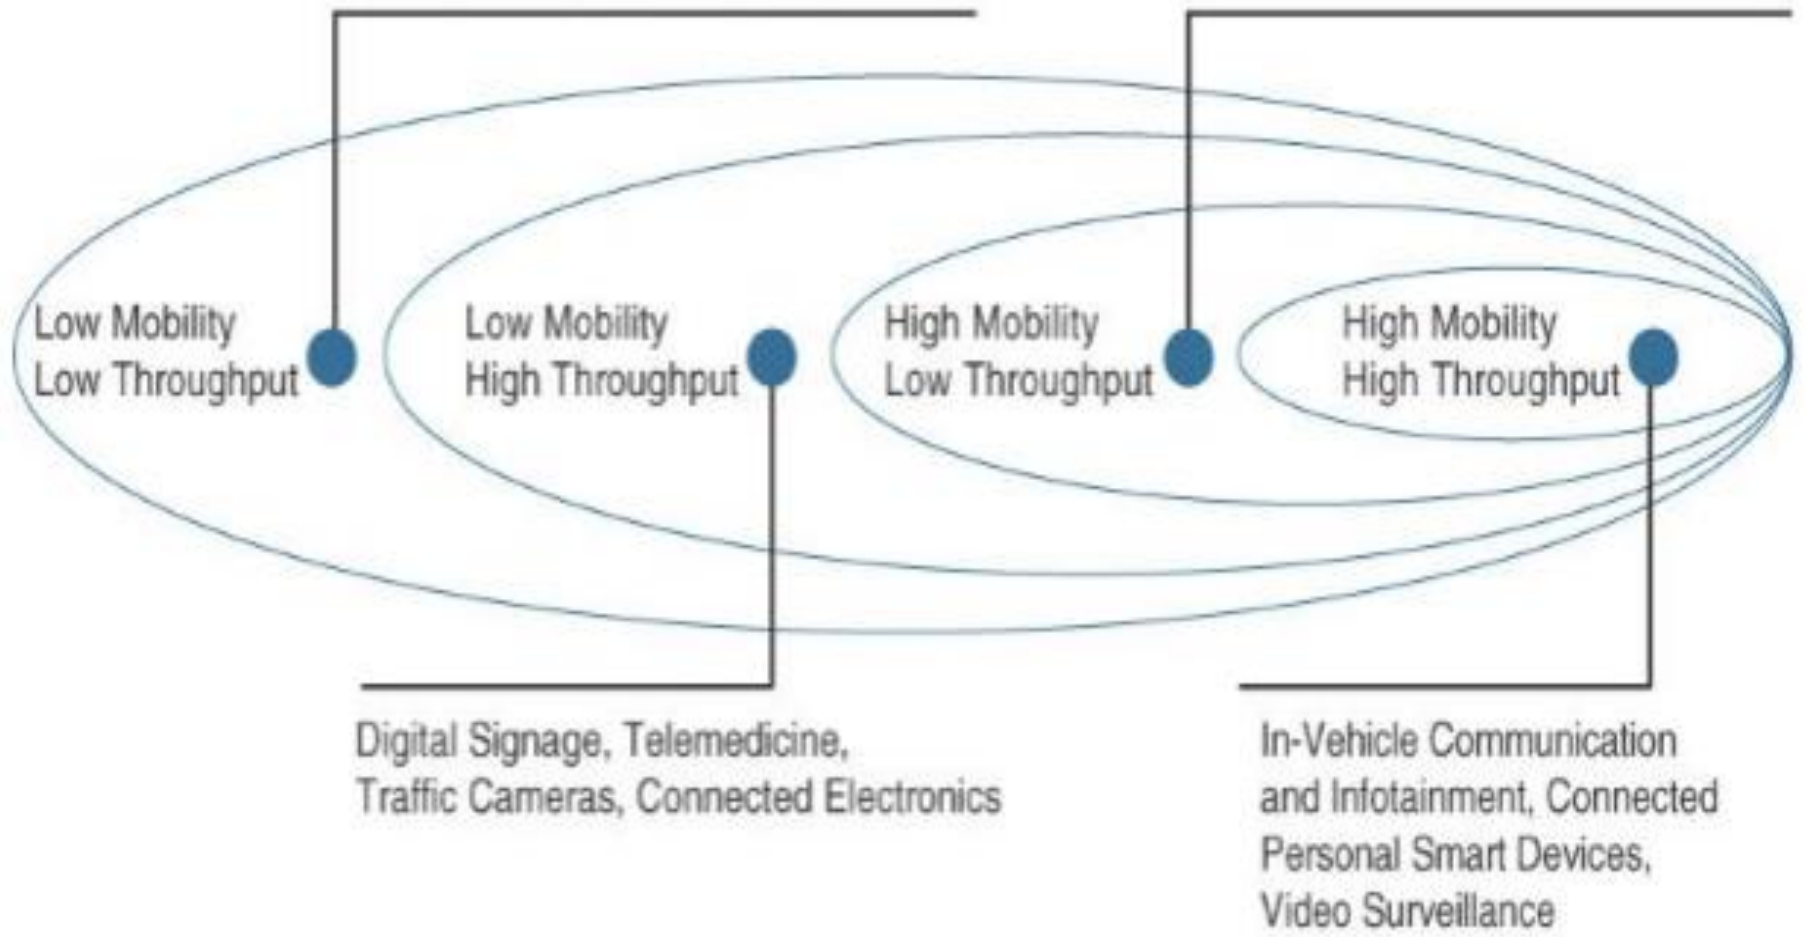 Low Mobility
Low Throughput
Low Mobility
High Throughput
High Mobility
Low Throughput
High Mobility
High Throughput
Digital Signage, Telemedicine,
Traffic Cameras, Connected Electronics
In-Vehicle Communication
and Infotainment, Connected
Personal Smart Devices,
Video Surveillance